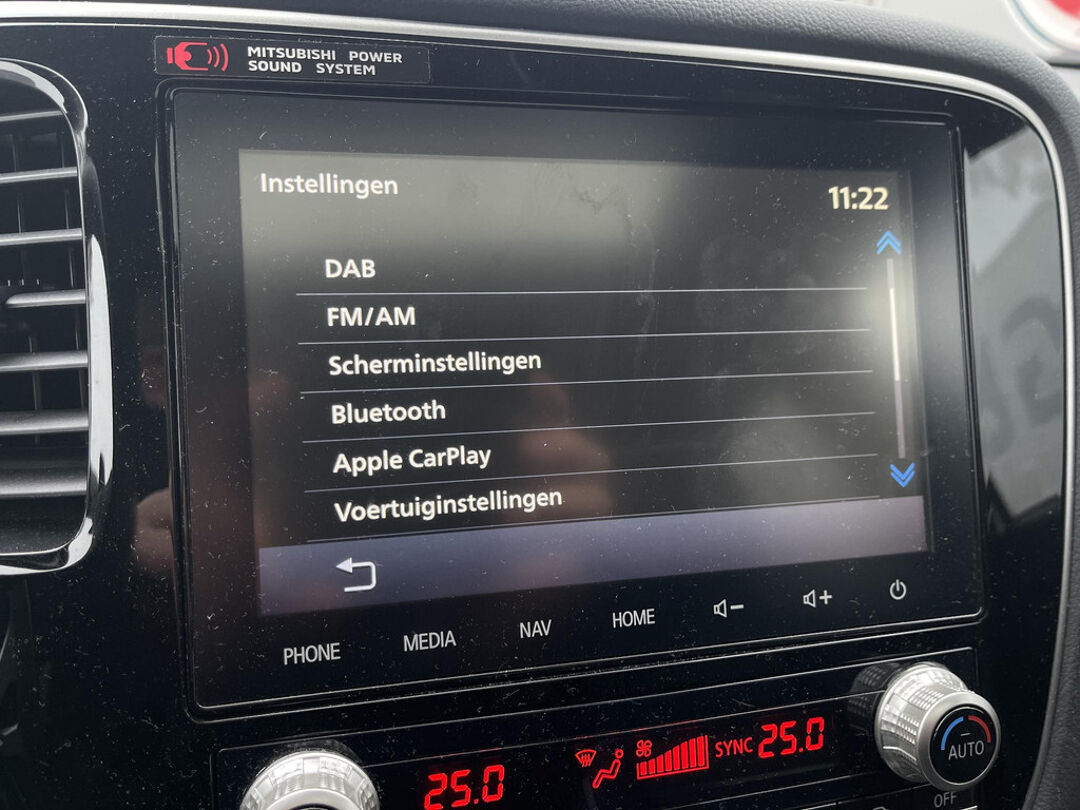 MITSUBISHI POWER
SOUND SYSTEM
Instellingen
11:22
DAB
FM/AM
Scherminstellingen
Bluetooth
Apple CarPlay
Voertuiginstellingen
PHONE MEDIA NAV HOME
25.0 SYNC 25.0
AUTO
OFF